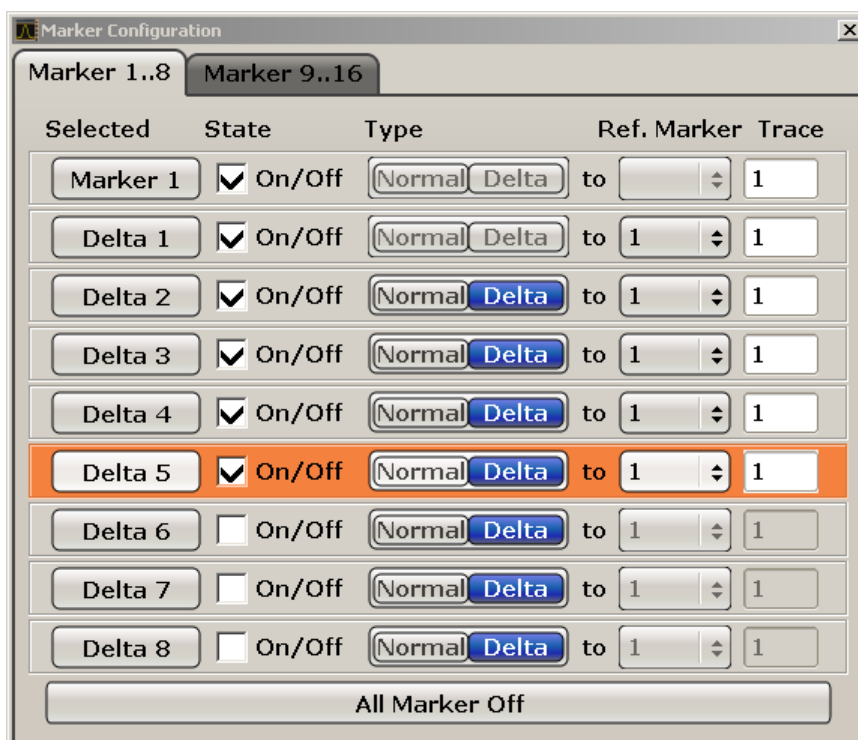 Marker Configuration
Marker 1..8 Marker 9..16
Selected State Type Ref. Marker Trace
Marker 1 On/Off Normal Delta to 1
Delta 1 On/Off Normal Delta to 1 1
Delta 2 On/Off Normal Delta to 1 1
Delta 3 On/Off Normal Delta to 1 1
Delta 4 On/Off Normal Delta to 1 1
Delta 5 On/Off Normal Delta to 1 1
Delta 6 On/Off Normal Delta to 1 1
Delta 7 On/Off Normal Delta to 1 1
Delta 8 On/Off Normal Delta to 1 1
All Marker Off